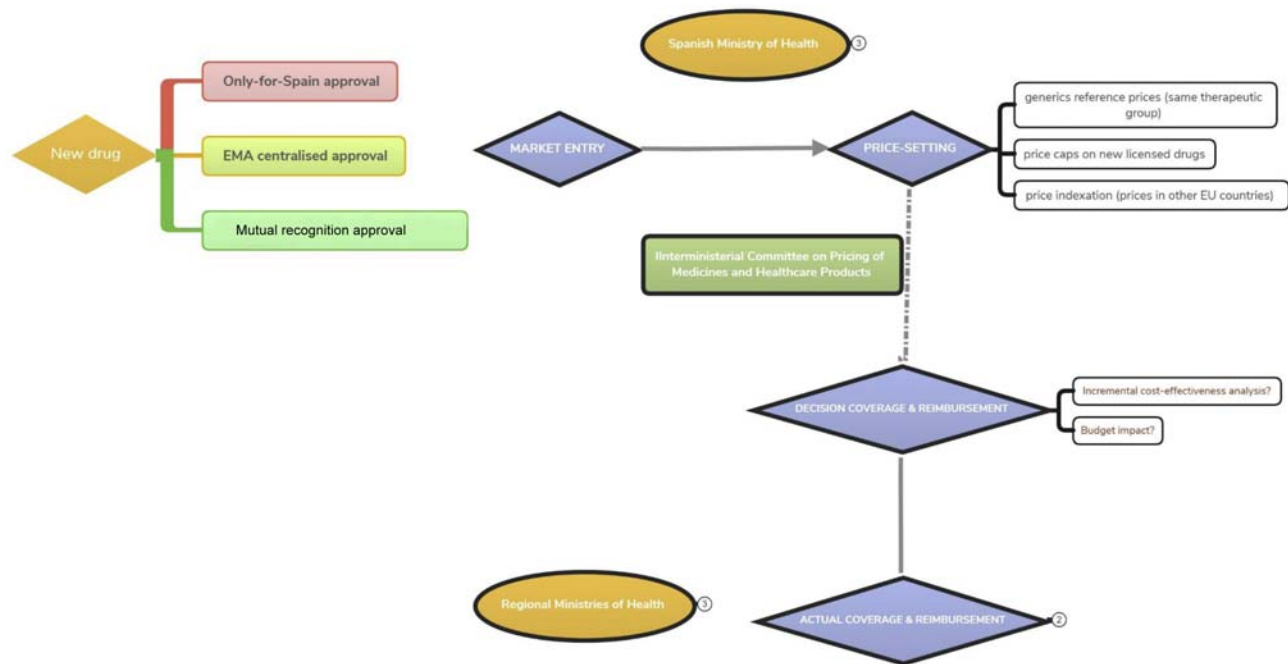 Spanish Ministry of Health
3
New drug
Only-for-Spain approval
EMA centralised approval
Mutual recognition approval
MARKET ENTRY
PRICE-SETTING
generics reference prices (same therapeutic
group)
price caps on new licensed drugs
price indexation (prices in other EU countries)
IInterministerial Committee on Pricing of
Medicines and Healthcare Products
DECISION COVERAGE & REIMBURSEMENT
Incremental cost-effectiveness analysis?
Budget impact?
Regional Ministries of Health
3
ACTUAL COVERAGE & REIMBURSEMENT
2